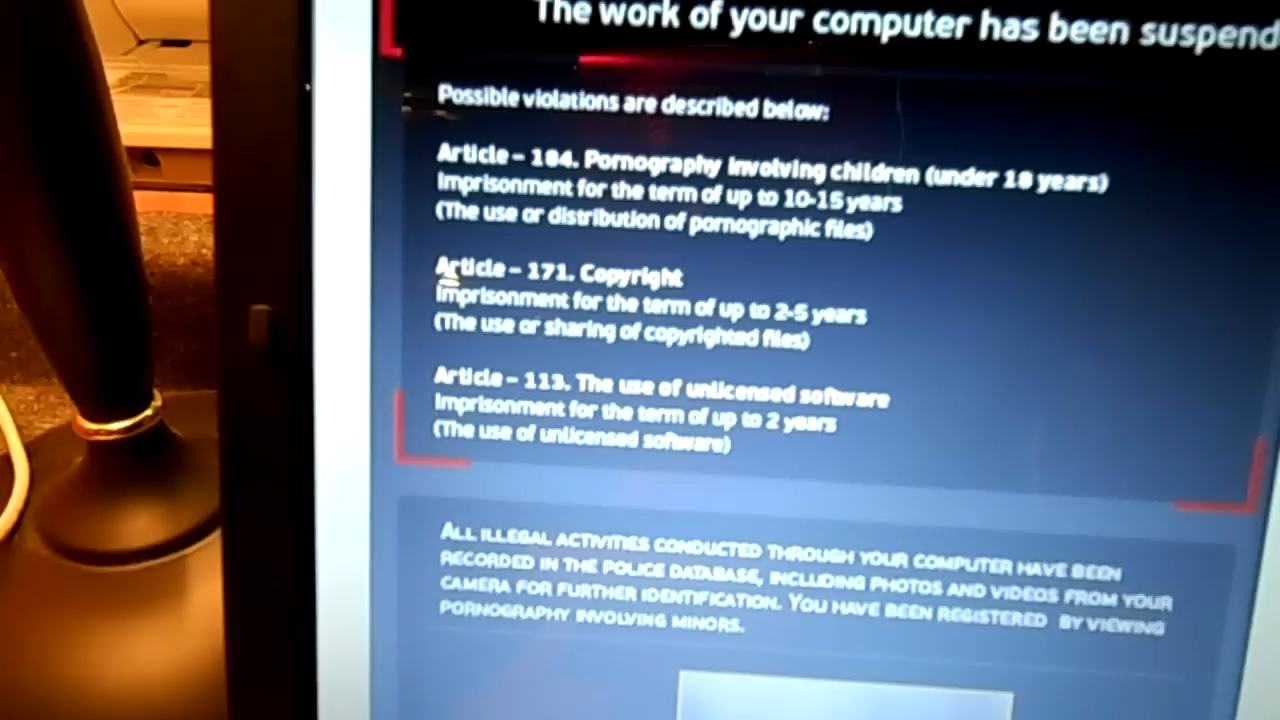 The work of your computer has been suspend
Possible violations are described below:
Article - 184. Pornography involving children (under 18 years)
Imprisonment for the term of up to 10-15 years
(The use or distribution of pornographic files)
Article - 171. Copyright
Imprisonment for the term of up to 2-5 years
(The use or sharing of copyrighted files)
Article - 113. The use of unlicensed software
Imprisonment for the term of up to 2 years
(The use of unlicensed software)
ALL ILLEGAL ACTIVITIES CONDUCTED THROUGH YOUR COMPUTER HAVE BEEN
RECORDED IN THE POLICE DATABASE, INCLUDING PHOTOS AND VIDEOS FROM YOUR
CAMERA FOR FURTHER IDENTIFICATION. YOU HAVE BEEN REGISTERED BY VIEWING
PORNOGRAPHY INVOLVING MINORS.